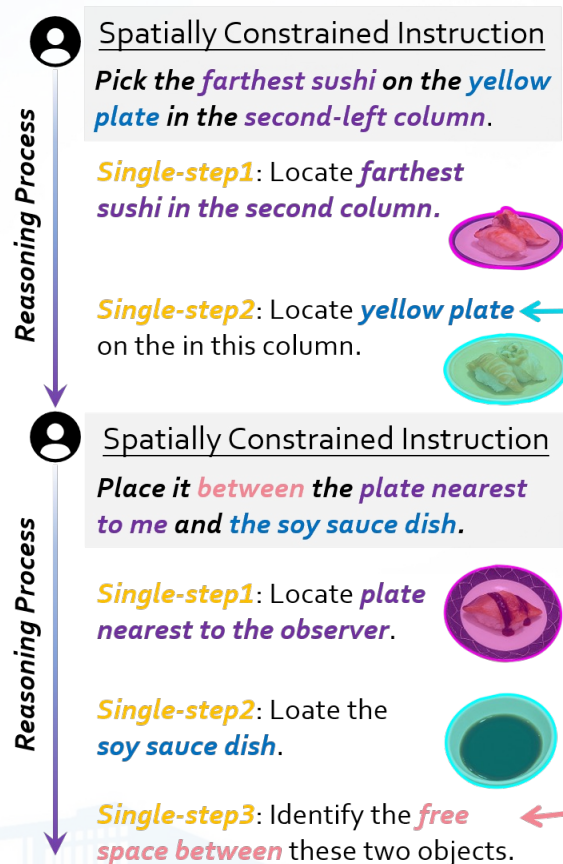 Spatially Constrained Instruction
Pick the farthest sushi on the yellow
plate in the second-left column.
Reasoning Process
Single-step1: Locate farthest
sushi in the second column.
Single-step2: Locate yellow plate
on the in this column.
Spatially Constrained Instruction
Place it between the plate nearest
to me and the soy sauce dish.
Reasoning Process
Single-step1: Locate plate
nearest to the observer.
Single-step2: Loate the
soy sauce dish.
Single-step3: Identify the free
space between these two objects.